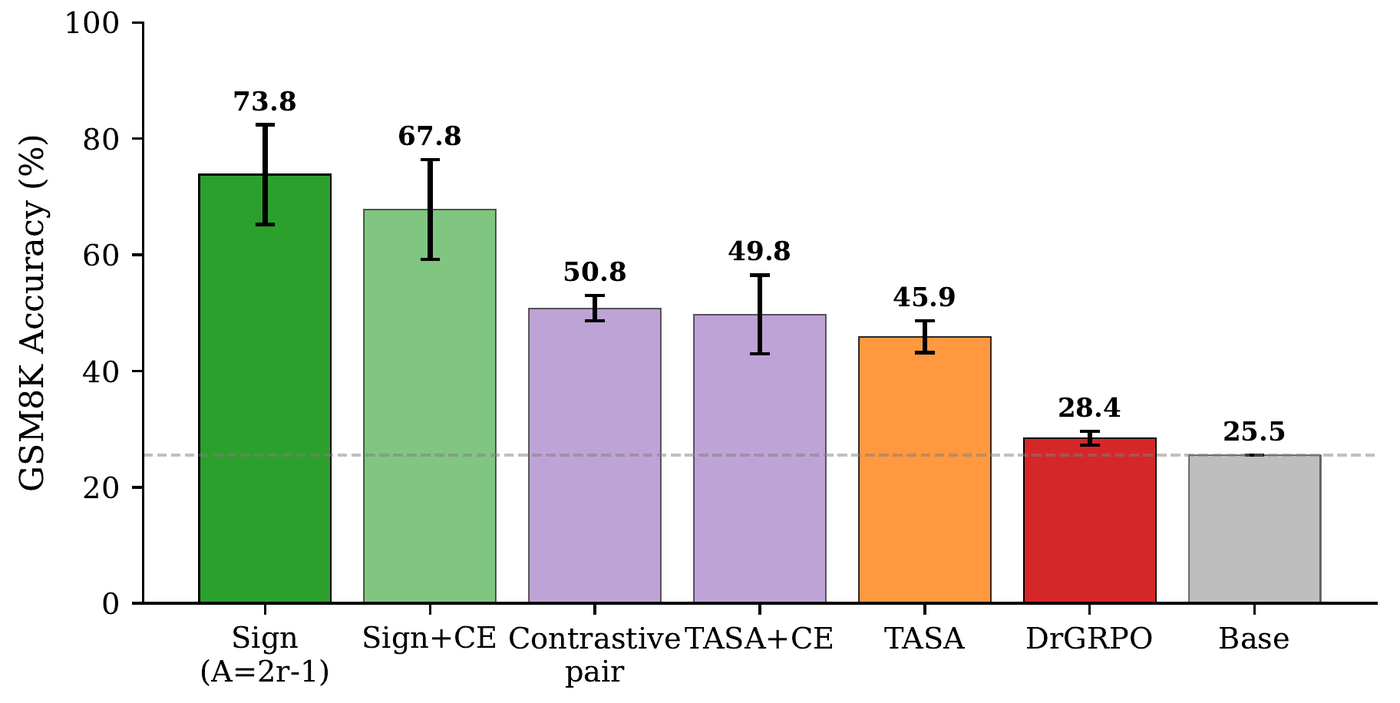 GSM8K Accuracy (%)
100
80
60
40
20
0
73.8
67.8
50.8
49.8
45.9
28.4
25.5
Sign
(A=2r-1)
Sign+CE
Contrastive
pair
TASA+CE
TASA
DrGRPO
Base